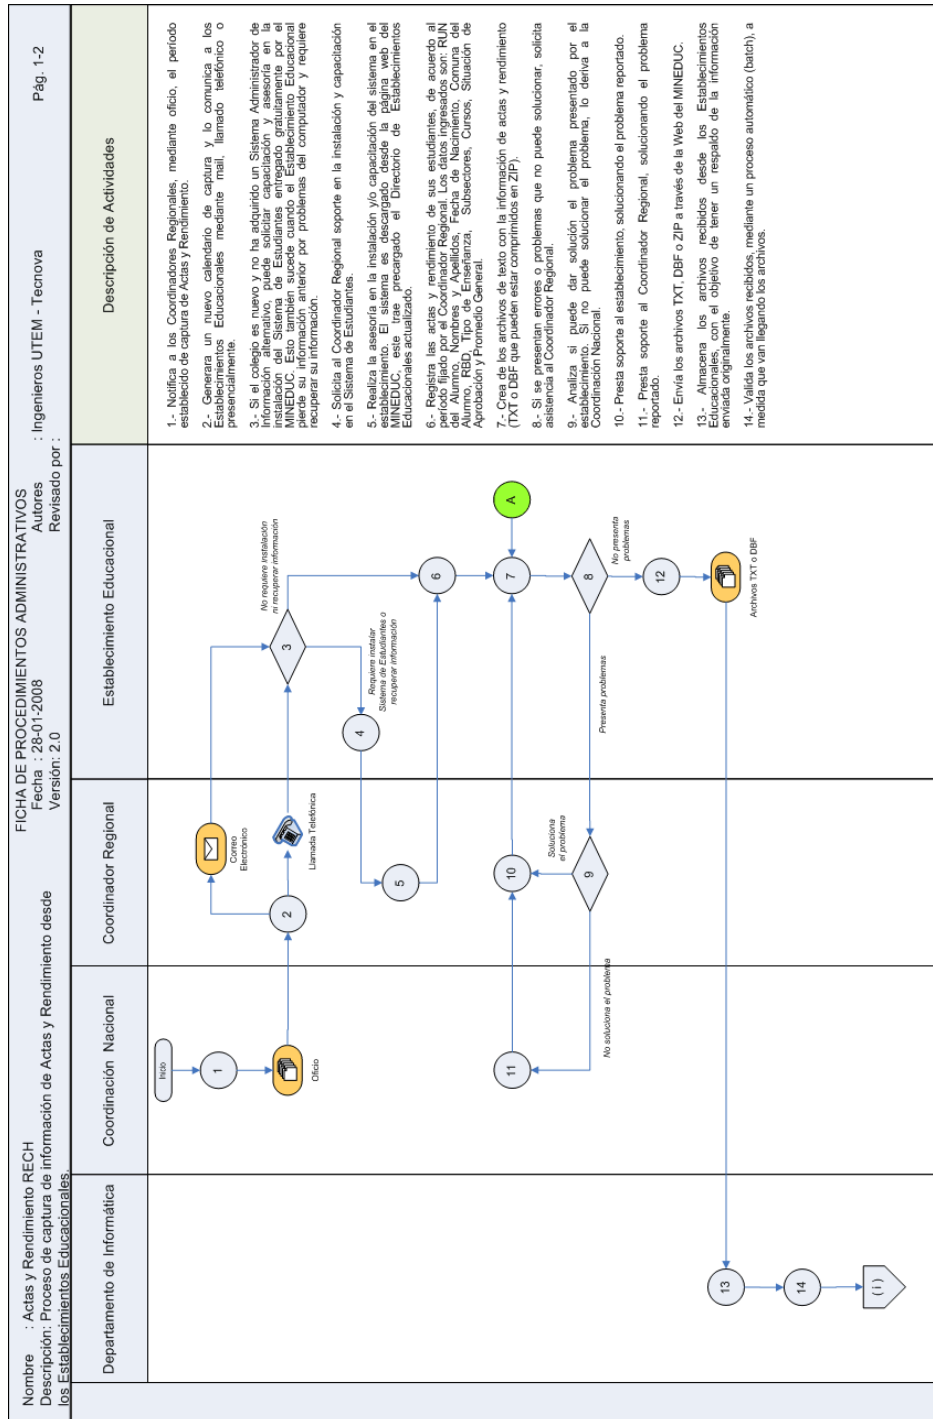 FICHA DE PROCEDIMIENTOS ADMINISTRATIVOS
Nombre : Actas y Rendimiento RECH
Fecha : 28-01-2008
Autores : Ingenieros UTEM - Tecnova
Pág. 1-2
Descripción: Proceso de captura de información de Actas y Rendimiento desde
los Establecimientos Educacionales.
Versión: 2.0
Revisado por :
Departamento de Informática
Coordinación Nacional
Coordinador Regional
Establecimiento Educacional
Descripción de Actividades
Inicio
1
Oficio
2
Correo
Electrónico
Llamada Telefónica
3
No requiere instalación
ni recuperar información
Requiere instalar
Sistema de Estudiantes o
recuperar información
4
5
6
A
7
8
No presenta
problemas
Presenta problemas
9
Soluciona
el problema
No soluciona el problema
10
11
12
Archivos TXT o DBF
13
14
( i )
1.- Notifica a los Coordinadores Regionales, mediante oficio, el período
establecido de captura de Actas y Rendimiento.
2.- Generara un nuevo calendario de captura y lo comunica a los
Establecimientos Educacionales mediante mail, llamado telefónico o
presencialmente.
3.- Si el colegio es nuevo y no ha adquirido un Sistema Administrador de
Información alternativo, puede solicitar capacitación y asesoría en la
instalación del Sistema de Estudiantes entregado gratuitamente por el
MINEDUC. Esto también sucede cuando el Establecimiento Educacional
pierde su información anterior por problemas del computador y requiere
recuperar su información.
4.- Solicita al Coordinador Regional soporte en la instalación y capacitación
en el Sistema de Estudiantes.
5.- Realiza la asesoría en la instalación y/o capacitación del sistema en el
establecimiento. El sistema es descargado desde la página web del
MINEDUC, este trae precargado el Directorio de Establecimientos
Educacionales actualizado.
6.- Registra las actas y rendimiento de sus estudiantes, de acuerdo al
período fijado por el Coordinador Regional. Los datos ingresados son: RUN
del Alumno, Nombres y Apellidos, Fecha de Nacimiento, Comuna del
Alumno, RBD, Tipo de Enseñanza, Subsectores, Cursos, Situación de
Aprobación y Promedio General.
7.- Crea de los archivos de texto con la información de actas y rendimiento
(TXT o DBF que pueden estar comprimidos en ZIP).
8.- Si se presentan errores o problemas que no puede solucionar, solicita
asistencia al Coordinador Regional.
9.- Analiza si puede dar solución el problema presentado por el
establecimiento. Si no puede solucionar el problema, lo deriva a la
Coordinación Nacional.
10.- Presta soporte al establecimiento, solucionando el problema reportado.
11.- Presta soporte al Coordinador Regional, solucionando el problema
reportado.
12.- Envía los archivos TXT, DBF o ZIP a través de la Web del MINEDUC.
13.- Almacena los archivos recibidos desde los Establecimientos
Educacionales, con el objetivo de tener un respaldo de la información
enviada originalmente.
14.- Valida los archivos recibidos, mediante un proceso automático (batch), a
medida que van llegando los archivos.